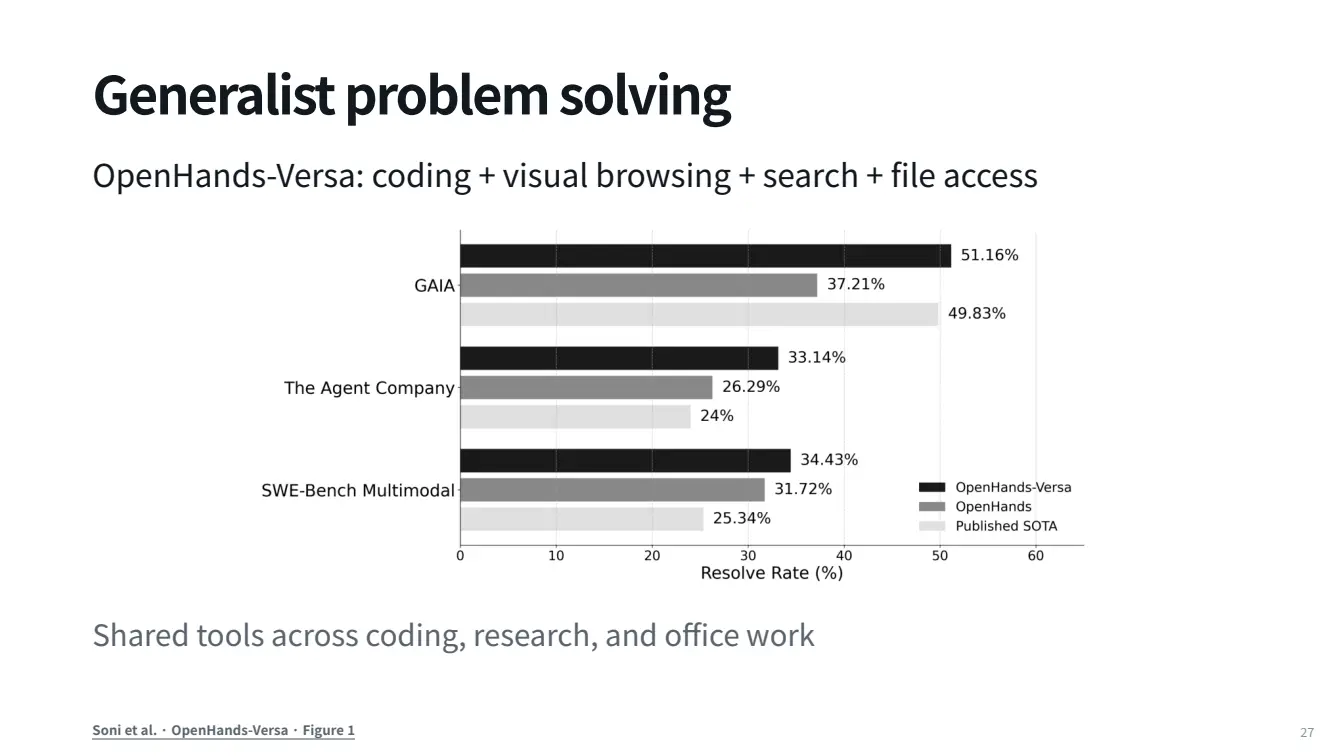 Generalist problem solving
OpenHands-Versa: coding + visual browsing + search + file access
GAIA
51.16%
37.21%
49.83%
The Agent Company
33.14%
26.29%
24%
SWE-Bench Multimodal
34.43%
31.72%
25.34%
OpenHands-Versa
OpenHands
Published SOTA
0 10 20 30 40 50 60
Resolve Rate (%)
Shared tools across coding, research, and office work
Soni et al. · OpenHands-Versa · Figure 1
27